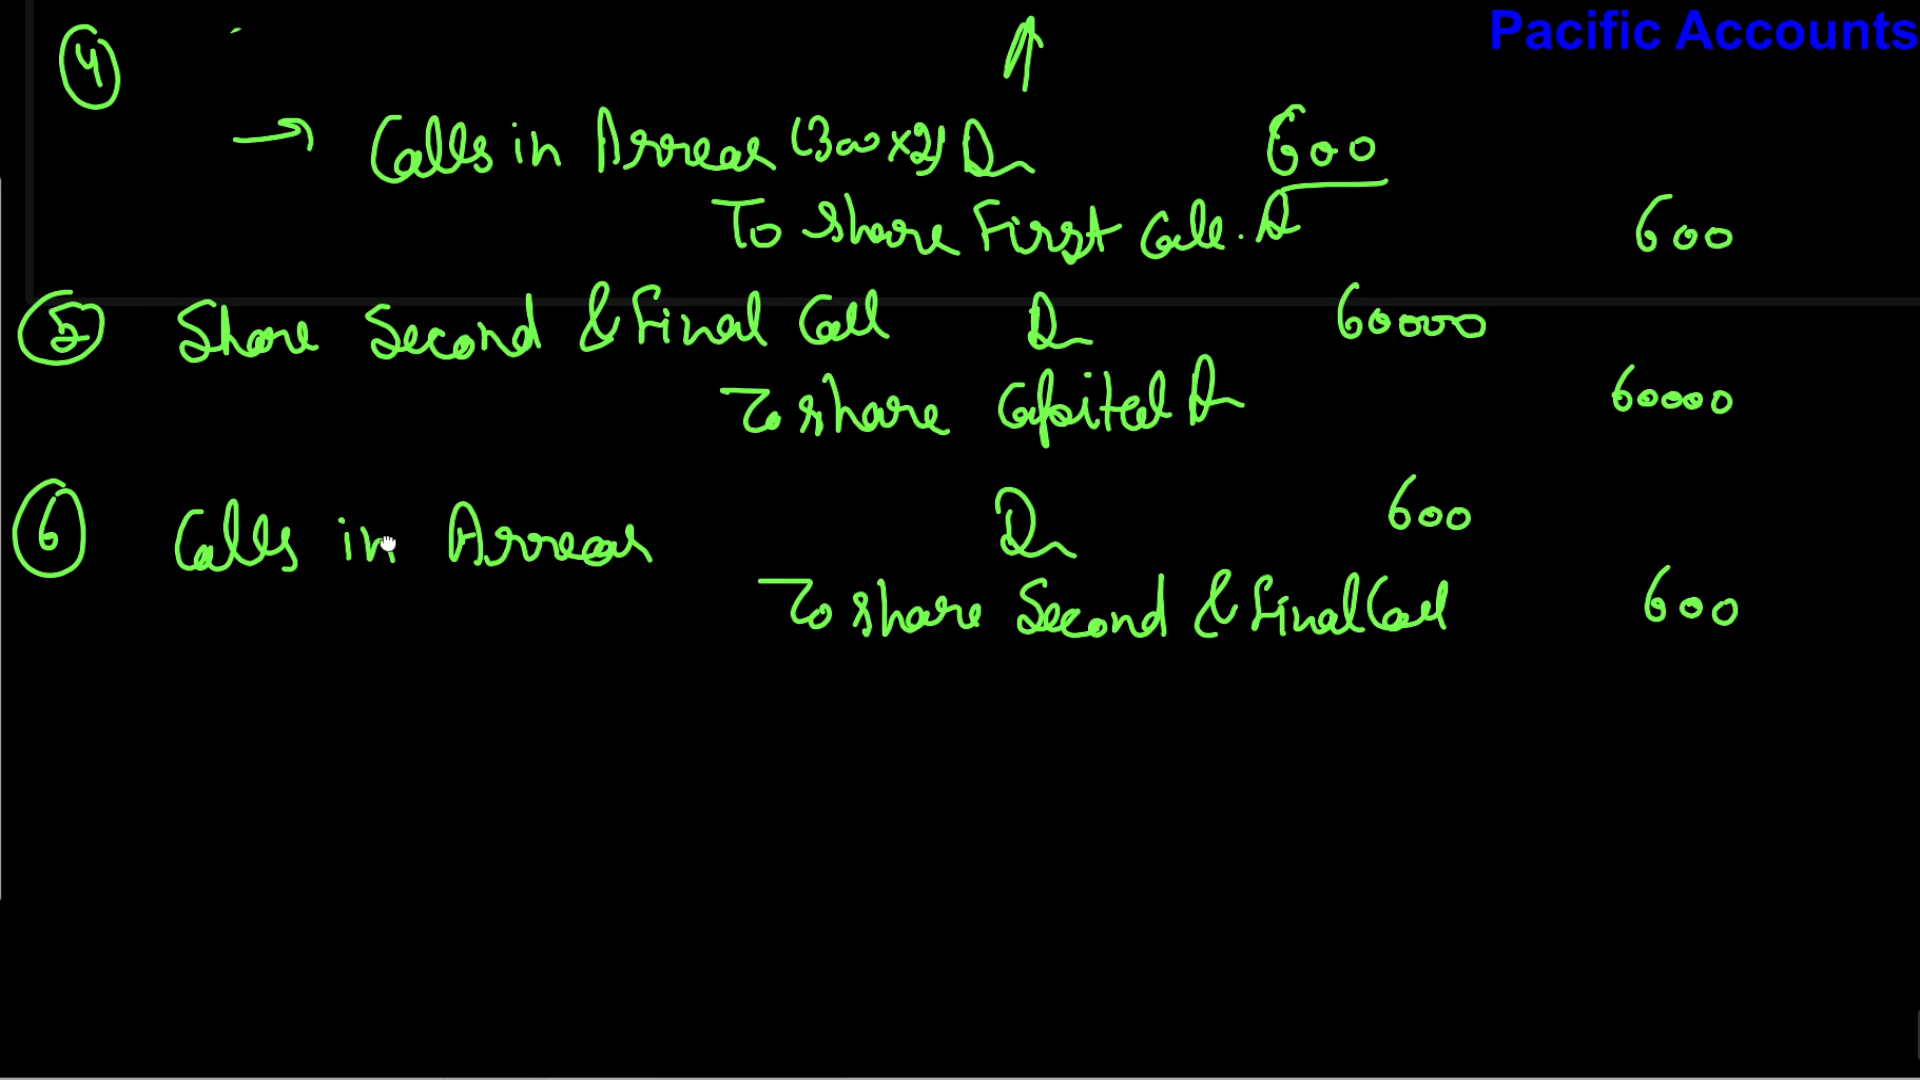 Pacific Accounts
4
→ Calls in Arrear (300×2) Dr 600
To Share First Call. A 600
5 Share Second & Final Call Dr 60000
To share Capital A 60000
6 Calls in Arrear Dr 600
To share Second & Final Call 600